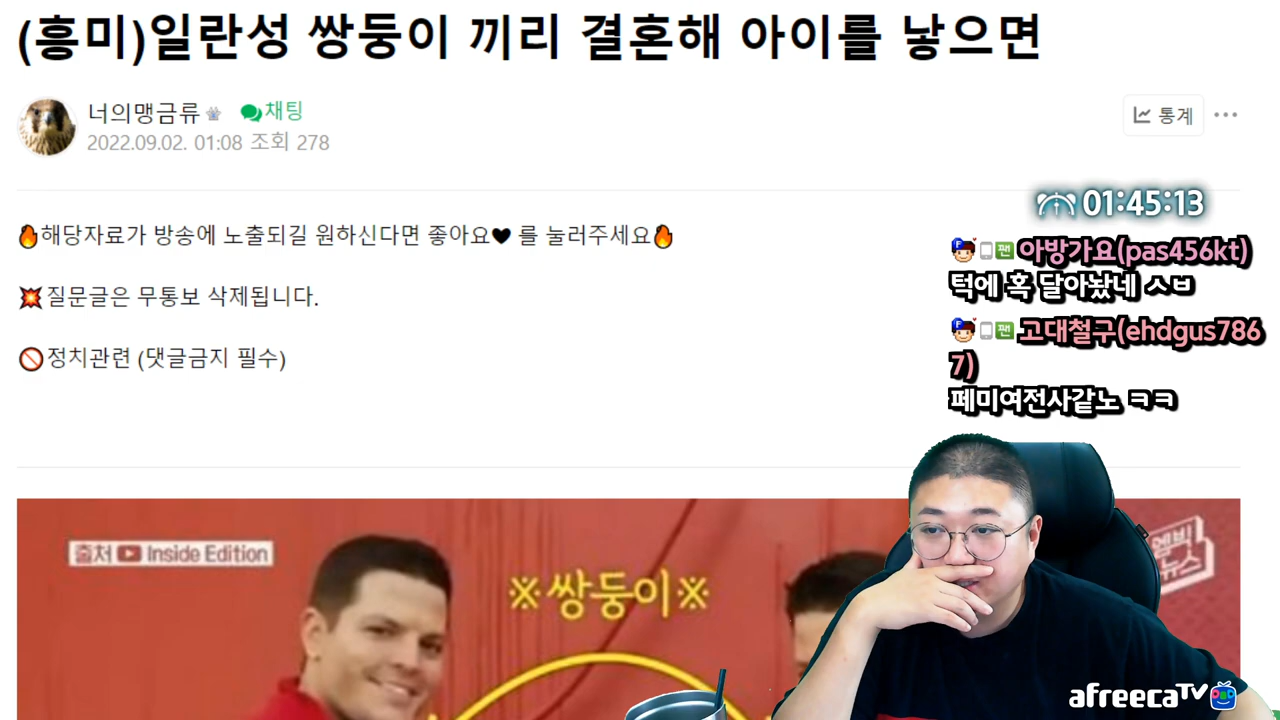 (흥미)일란성 쌍둥이 끼리 결혼해 아이를 낳으면
너의맹금류 채팅
2022.09.02. 01:08 조회 278
통계
해당자료가 방송에 노출되길 원하신다면 좋아요 를 눌러주세요
질문글은 무통보 삭제됩니다.
정치관련 (댓글금지 필수)
01:45:13
F 팬 아방가요(pas456kt)
턱에 혹 달아놨네 ㅅㅂ
F 팬 고대철구(ehdgus786
7)
페미여전사같노 ㅋㅋ
출처 Inside Edition
※쌍둥이※
엠빅
뉴스
afreecaTV